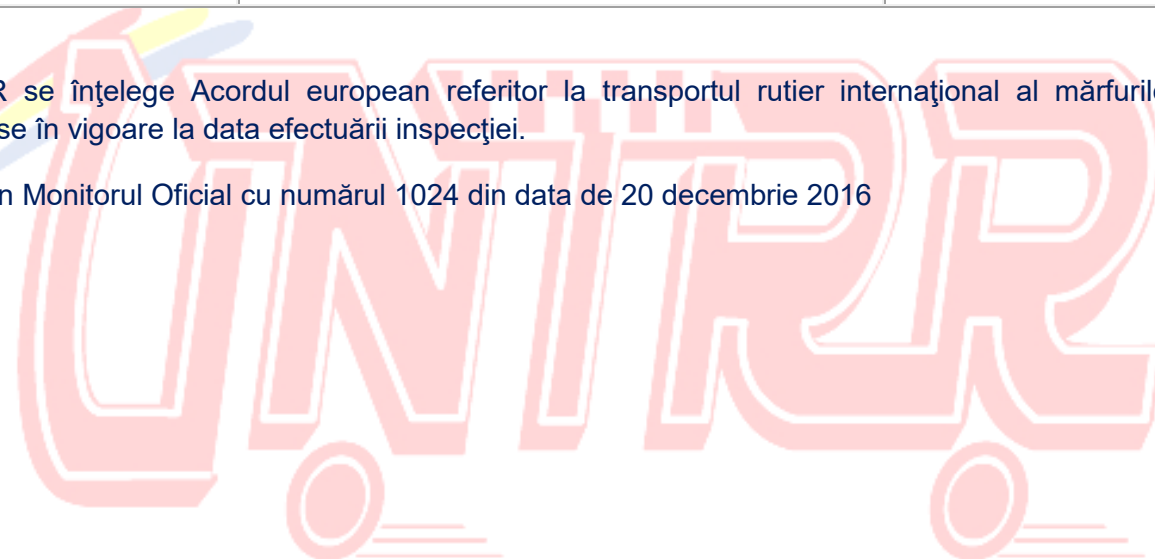 R se înţelege Acordul european referitor la transportul rutier internaţional al mărfuril
se în vigoare la data efectuării inspecţiei.
n Monitorul Oficial cu numărul 1024 din data de 20 decembrie 2016
UNTRR